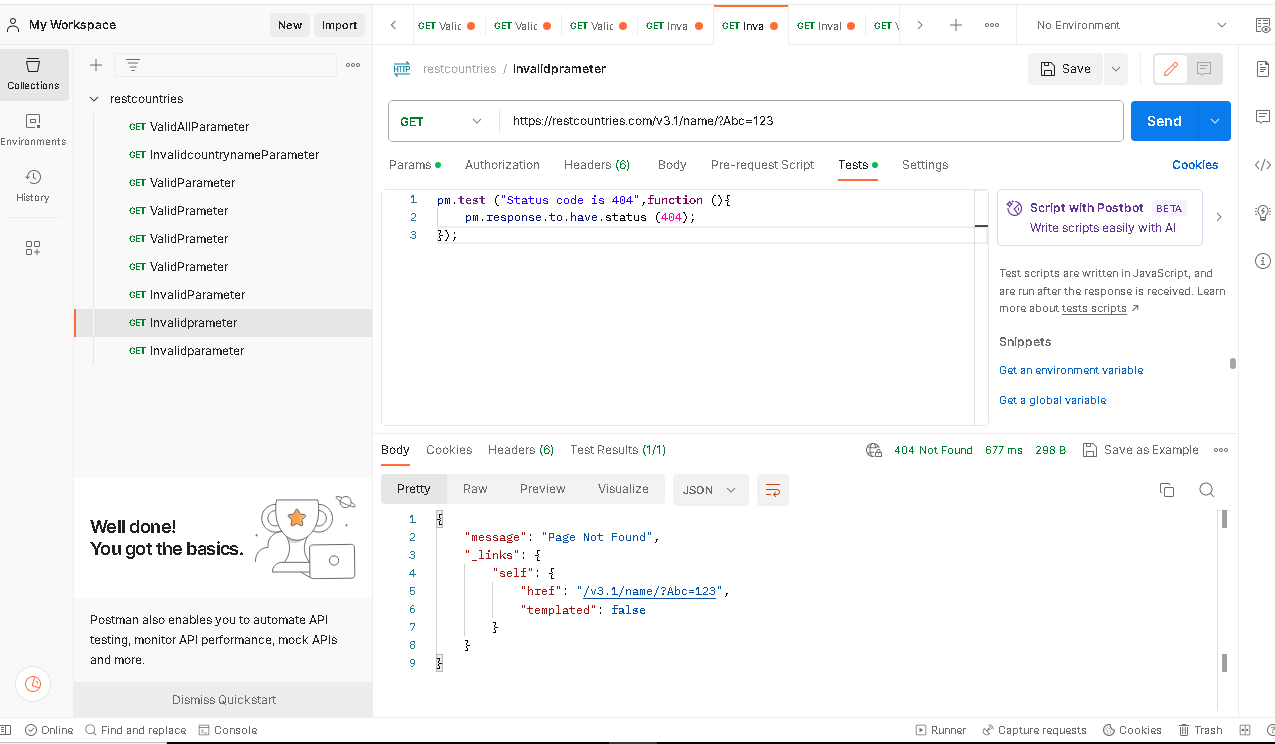 My Workspace
New
Import
GET Valic
GET Valic
GET Valic
GET Inva
GET Inva
GET Inval
GET
No Environment
Collections
Environments
History
restcountries
GET ValidAllParameter
GET InvalidcountrynameParameter
GET ValidParameter
GET ValidPrameter
GET ValidPrameter
GET ValidPrameter
GET InvalidParameter
GET Invalidprameter
GET Invalidparameter
Well done!
You got the basics.
Postman also enables you to automate API
testing, monitor API performance, mock APIs
and more.
Dismiss Quickstart
HTTP restcountries / Invalidprameter
Save
GET
https://restcountries.com/v3.1/name/?Abc=123
Send
Params
Authorization
Headers (6)
Body
Pre-request Script
Tests
Settings
Cookies
1 pm.test ("Status code is 404",function (){
2 pm.response.to.have.status (404);
3 });
Script with Postbot BETA
Write scripts easily with AI
Test scripts are written in JavaScript, and
are run after the response is received. Learn
more about tests scripts ↗
Snippets
Get an environment variable
Get a global variable
Body
Cookies
Headers (6)
Test Results (1/1)
404 Not Found
677 ms
298 B
Save as Example
Pretty
Raw
Preview
Visualize
JSON
1 {
2 "message": "Page Not Found",
3 "_links": {
4 "self": {
5 "href": "/v3.1/name/?Abc=123",
6 "templated": false
7 }
8 }
9 }
Online
Find and replace
Console
Runner
Capture requests
Cookies
Trash